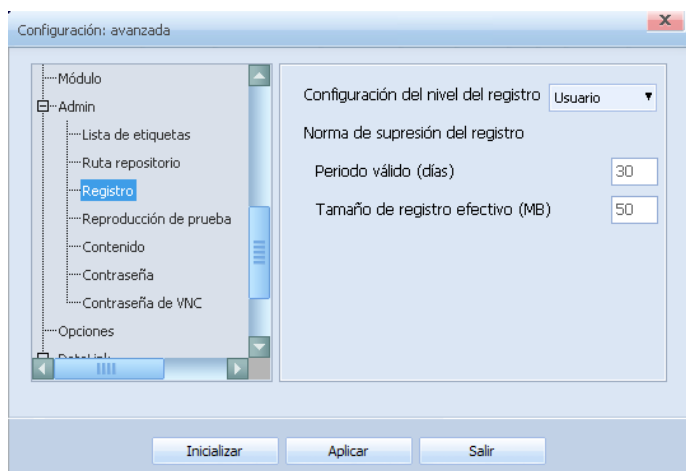 Configuración: avanzada
Módulo
Admin
Lista de etiquetas
Ruta repositorio
Registro
Reproducción de prueba
Contenido
Contraseña
Contraseña de VNC
Opciones
DataLink
Configuración del nivel del registro Usuario
Norma de supresión del registro
Periodo válido (días) 30
Tamaño de registro efectivo (MB) 50
Inicializar Aplicar Salir